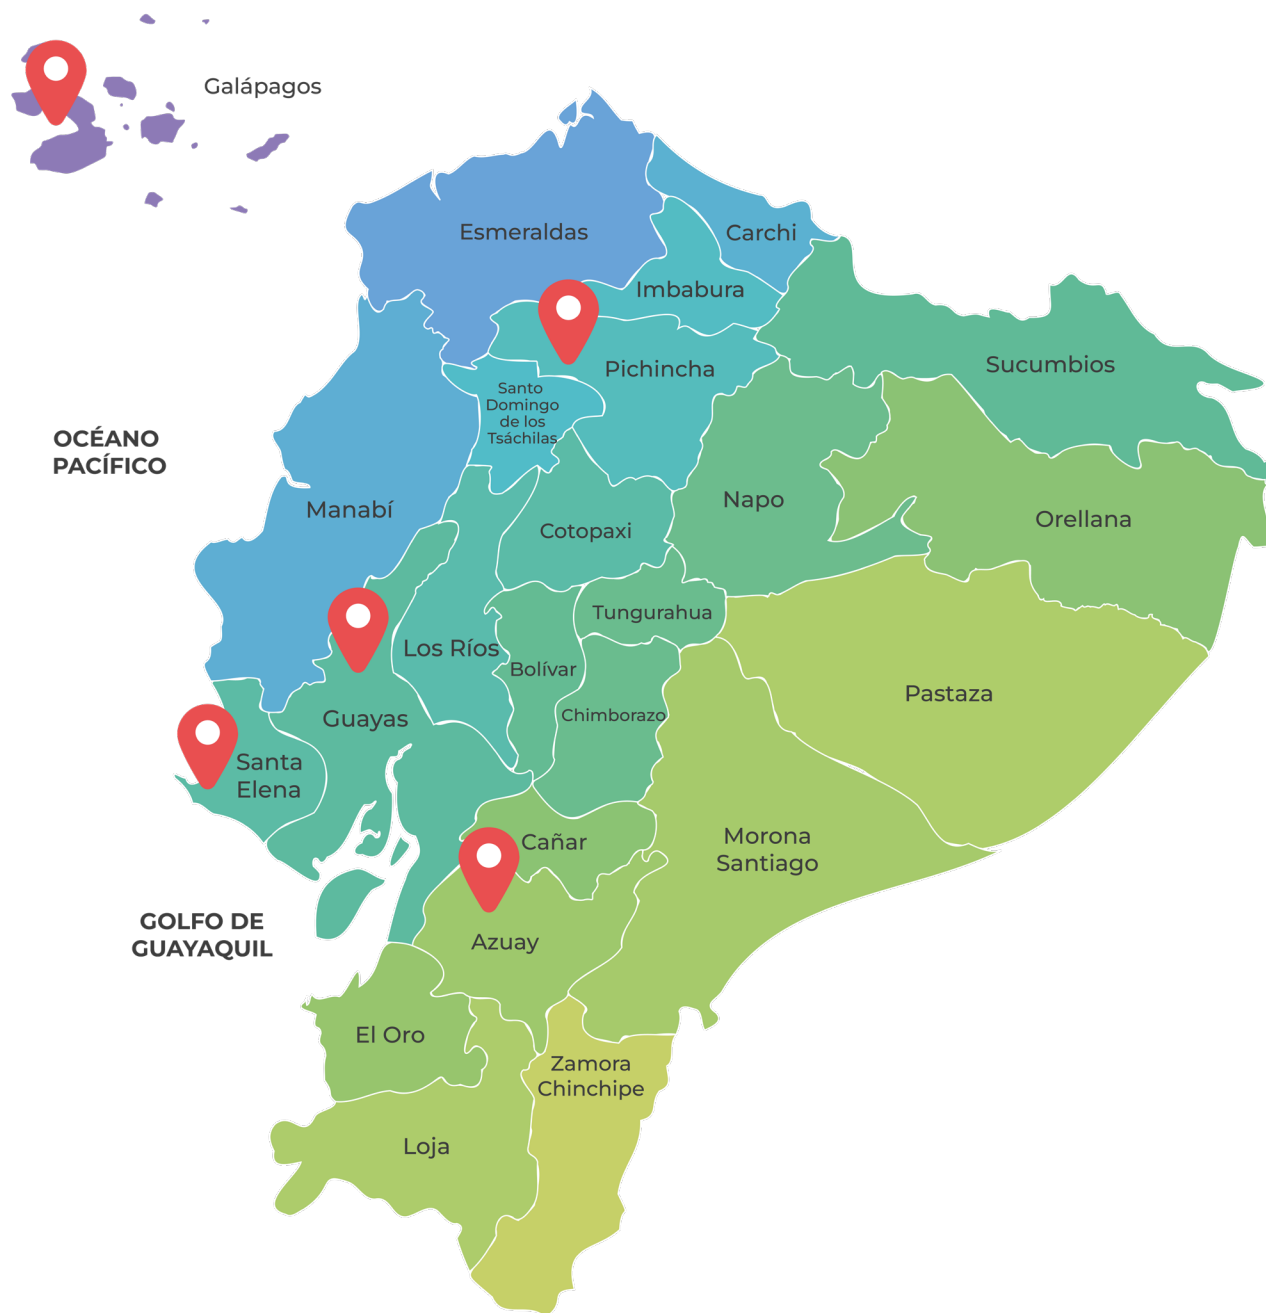 Galápagos
Esmeraldas
Carchi
Imbabura
Sucumbios
Pichincha
Santo
Domingo
de los
Tsáchilas
OCÉANO
PACÍFICO
Manabí
Napo
Orellana
Cotopaxi
Tungurahua
Los Ríos
Bolívar
Pastaza
Chimborazo
Guayas
Santa
Elena
Morona
Santiago
Cañar
GOLFO DE
GUAYAQUIL
Azuay
El Oro
Zamora
Chinchipe
Loja